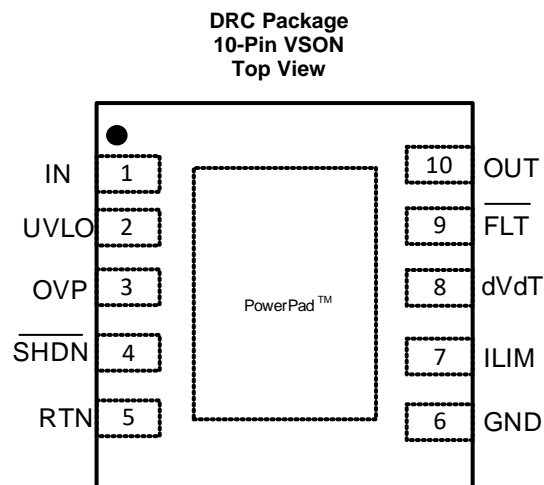 DRC Package
10-Pin VSON
Top View
IN 1 10 OUT
UVLO 2 9 FLT
OVP 3 PowerPad™ 8 dVdT
SHDN 4 7 ILIM
RTN 5 6 GND